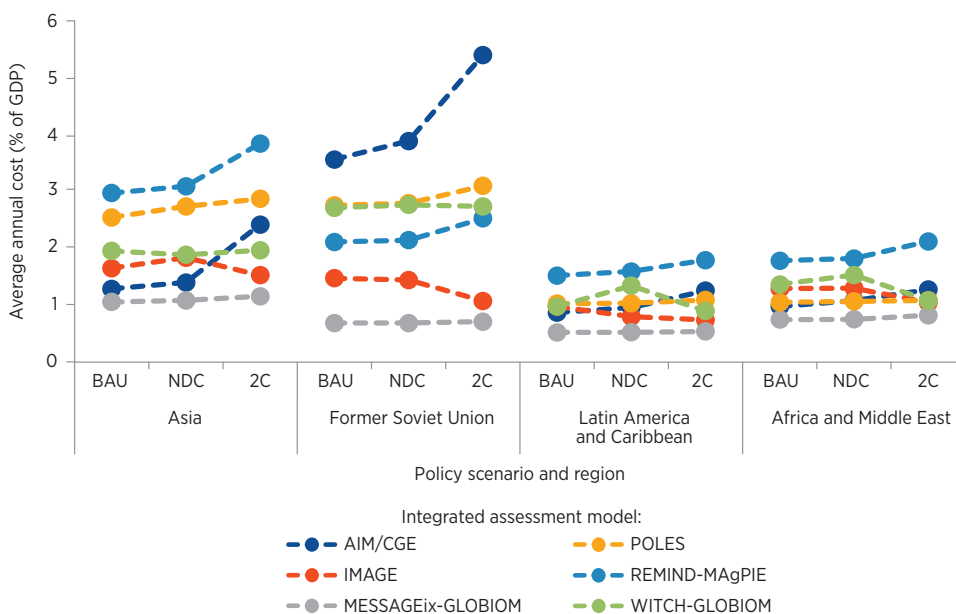 Average annual cost (% of GDP)
6
5
4
3
2
1
0
BAU NDC 2C BAU NDC 2C BAU NDC 2C BAU NDC 2C
Asia Former Soviet Union Latin America Africa and Middle East
and Caribbean
Policy scenario and region
Integrated assessment model:
AIM/CGE POLES
IMAGE REMIND-MAgPIE
MESSAGEix-GLOBIOM WITCH-GLOBIOM